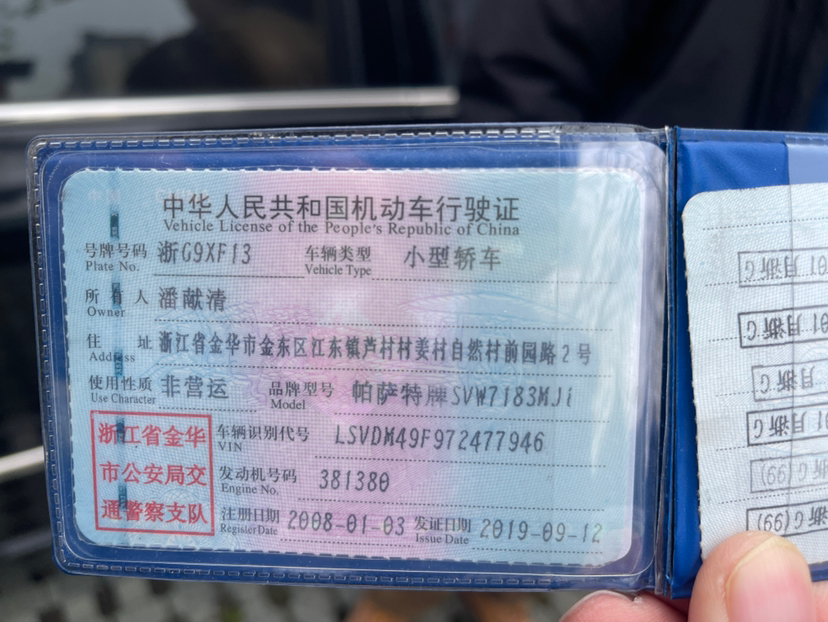 中华人民共和国机动车行驶证
Vehicle License of the People's Republic of China
号牌号码 浙G9XF13 车辆类型 小型轿车
Plate No. Vehicle Type
所有人 潘献清
Owner
住址 浙江省金华市金东区江东镇芦村村姜村自然村前园路2号
Address
使用性质 非营运 品牌型号 帕萨特牌SVW7183MJi
Use Character Model
浙江省金华
市公安局交
通警察支队
车辆识别代号 LSVDM49F972477946
VIN
发动机号码 381380
Engine No.
注册日期 2008-01-03 发证日期 2019-09-12
Register Date Issue Date